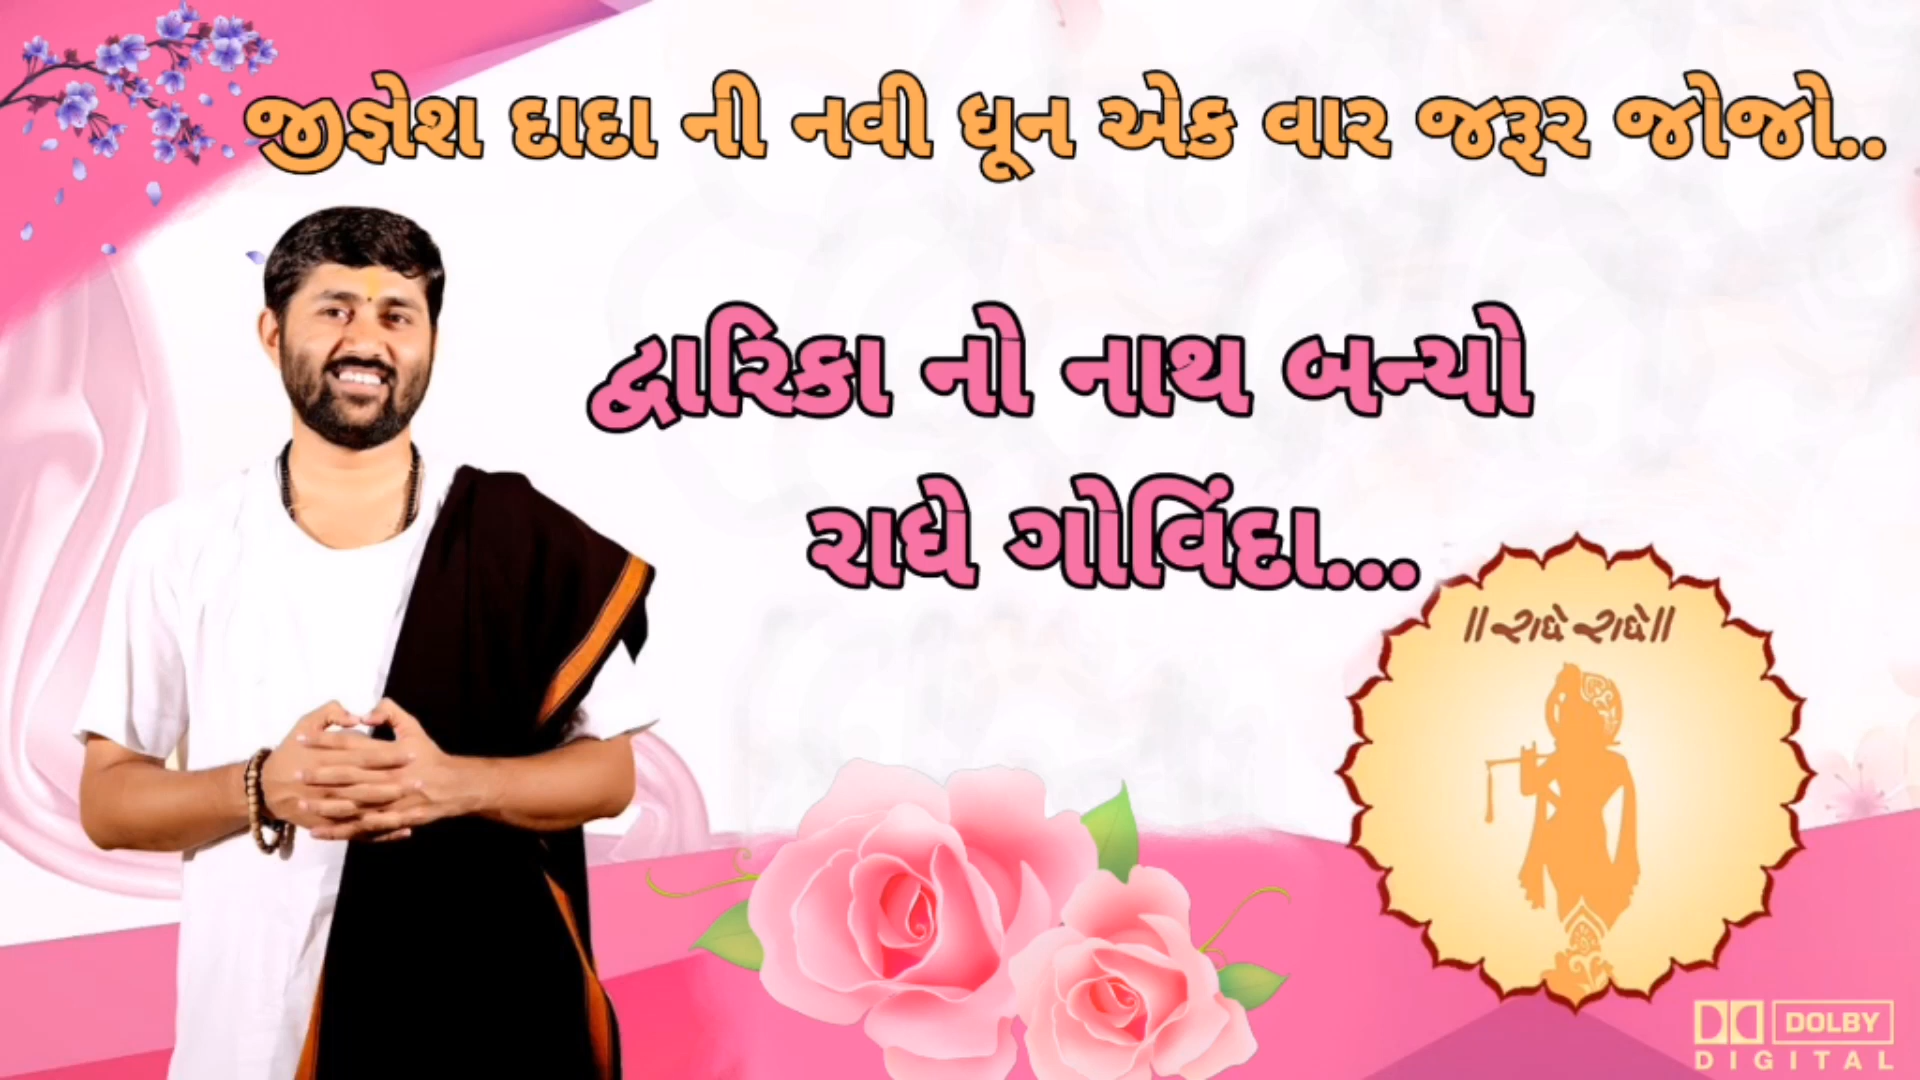 જીજ્ઞેશ દાદા ની નવી ધૂન એક વાર જરૂર જોજો..
દ્વારિકા નો નાથ બન્યો
રાધે ગોવિંદા...
॥ રાધે રાધે ॥
DOLBY
DIGITAL